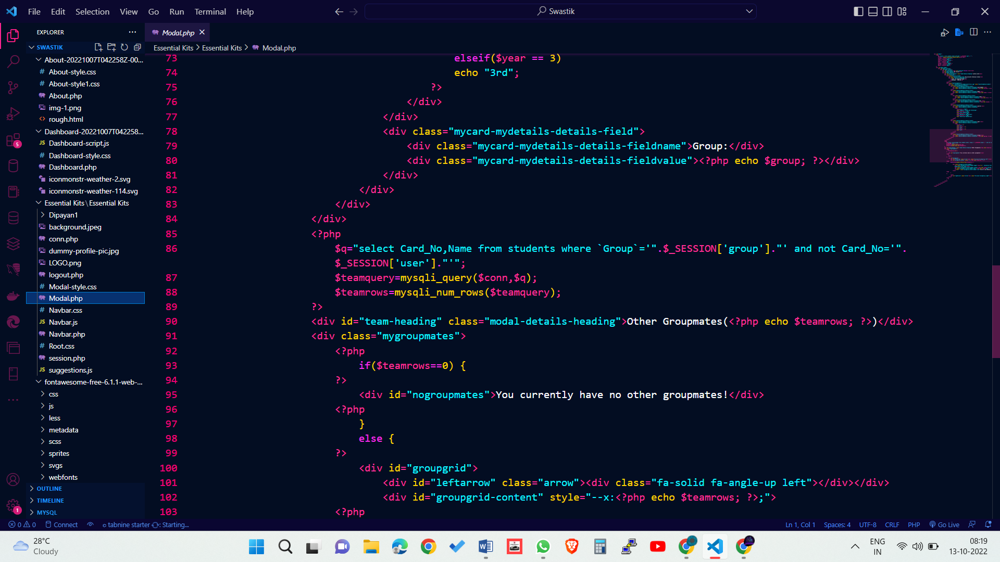 File Edit Selection View Go Run Terminal Help
Swastik
EXPLORER
Modal.php
SWASTIK
Essential Kits > Essential Kits > Modal.php
About-20221007T042258Z-00...
About-style.css
About-style1.css
About.php
img-1.png
rough.html
Dashboard-20221007T042258...
Dashboard-script.js
Dashboard-style.css
Dashboard.php
iconmonstr-weather-2.svg
iconmonstr-weather-114.svg
Essential Kits\Essential Kits
Dipayan1
background.jpeg
conn.php
dummy-profile-pic.jpg
LOGO.png
logout.php
Modal-style.css
Modal.php
Navbar.css
Navbar.js
Navbar.php
Root.css
session.php
suggestions.js
fontawesome-free-6.1.1-web-...
css
js
less
metadata
scss
sprites
svgs
webfonts
OUTLINE
TIMELINE
MYSQL
5
1
73 elseif($year == 3)
74 echo "3rd";
75 ?>
76 </div>
77 </div>
78 <div class="mycard-mydetails-details-field">
79 <div class="mycard-mydetails-details-fieldname">Group:</div>
80 <div class="mycard-mydetails-details-fieldvalue"><?php echo $group; ?></div>
81 </div>
82 </div>
83 </div>
84 </div>
85 <?php
86 $q="select Card_No,Name from students where `Group`='".$_SESSION['group']."' and not Card_No='".
$_SESSION['user']."'";
87 $teamquery=mysqli_query($conn,$q);
88 $teamrows=mysqli_num_rows($teamquery);
89 ?>
90 <div id="team-heading" class="modal-details-heading">Other Groupmates(<?php echo $teamrows; ?>)</div>
91 <div class="mygroupmates">
92 <?php
93 if($teamrows==0) {
94 ?>
95 <div id="nogroupmates">You currently have no other groupmates!</div>
96 <?php
97 }
98 else {
99 ?>
100 <div id="groupgrid">
101 <div id="leftarrow" class="arrow"><div class="fa-solid fa-angle-up left"></div></div>
102 <div id="groupgrid-content" style="--x:<?php echo $teamrows; ?>;">
103 <?php
0 0 Connect tabnine starter : Starting... Ln 1, Col 1 Spaces: 4 UTF-8 CRLF PHP Go Live
28°C
Cloudy
ENG
IN
08:19
13-10-2022